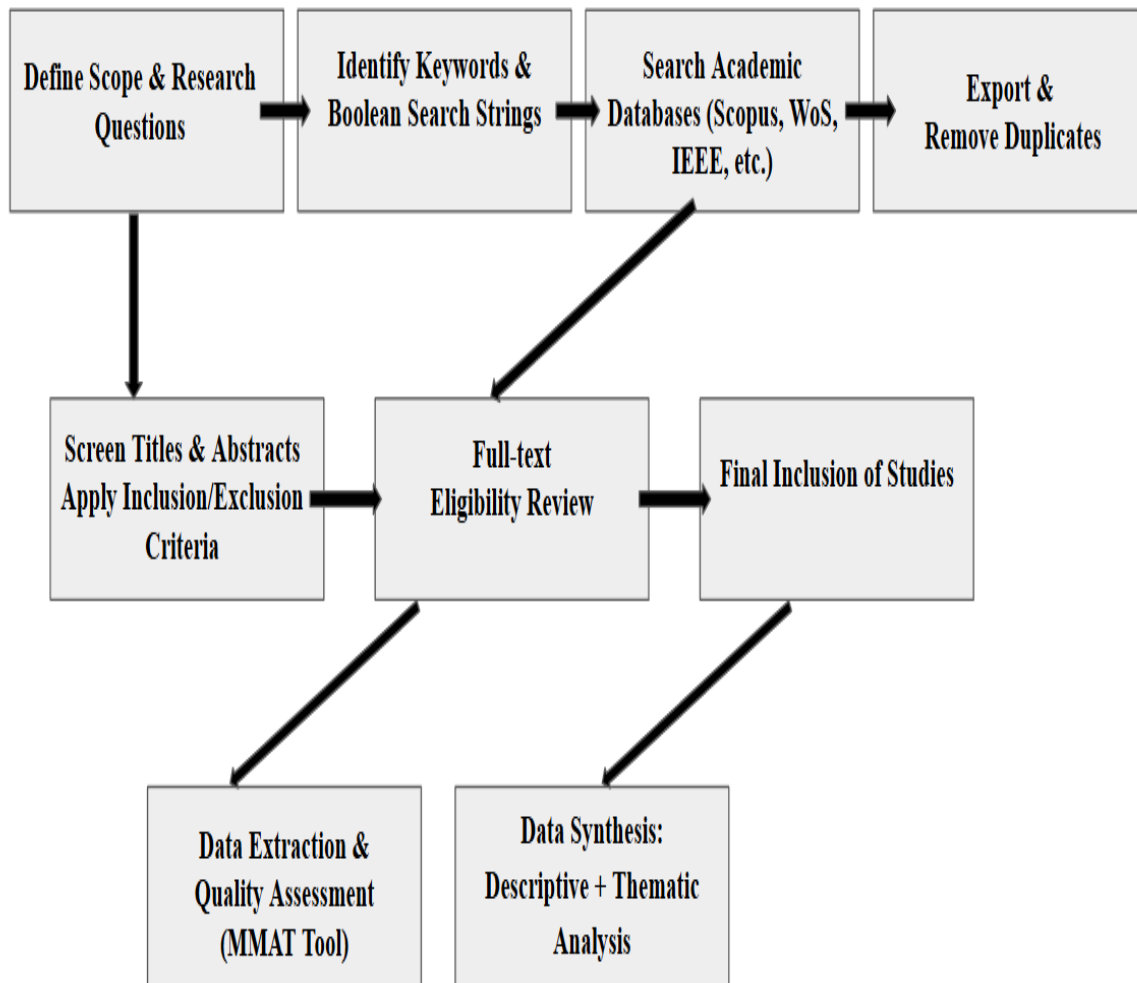 Define Scope & Research
Questions
Identify Keywords &
Boolean Search Strings
Search Academic
Databases (Scopus, WoS,
IEEE, etc.)
Export &
Remove Duplicates
Screen Titles & Abstracts
Apply Inclusion/Exclusion
Criteria
Full-text
Eligibility Review
Final Inclusion of Studies
Data Extraction &
Quality Assessment
(MMAT Tool)
Data Synthesis:
Descriptive + Thematic
Analysis